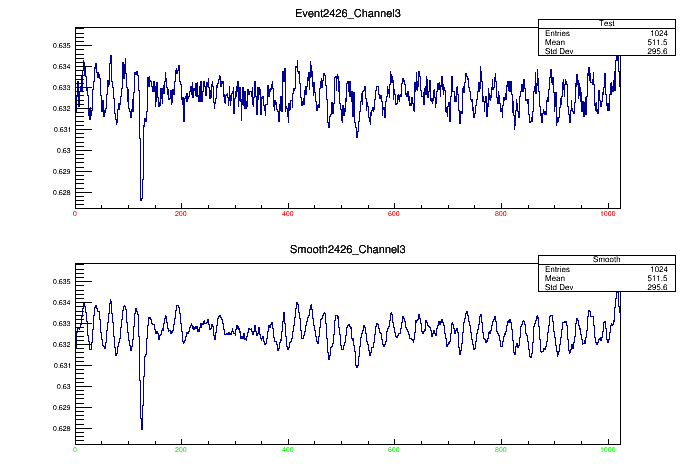 Event2426_Channel3
Test
Entries 1024
Mean 511.5
Std Dev 295.6
0.635
0.634
0.633
0.632
0.631
0.63
0.629
0.628
0 200 400 600 800 1000
Smooth2426_Channel3
Smooth
Entries 1024
Mean 511.5
Std Dev 295.6
0.635
0.634
0.633
0.632
0.631
0.63
0.629
0.628
0 200 400 600 800 1000